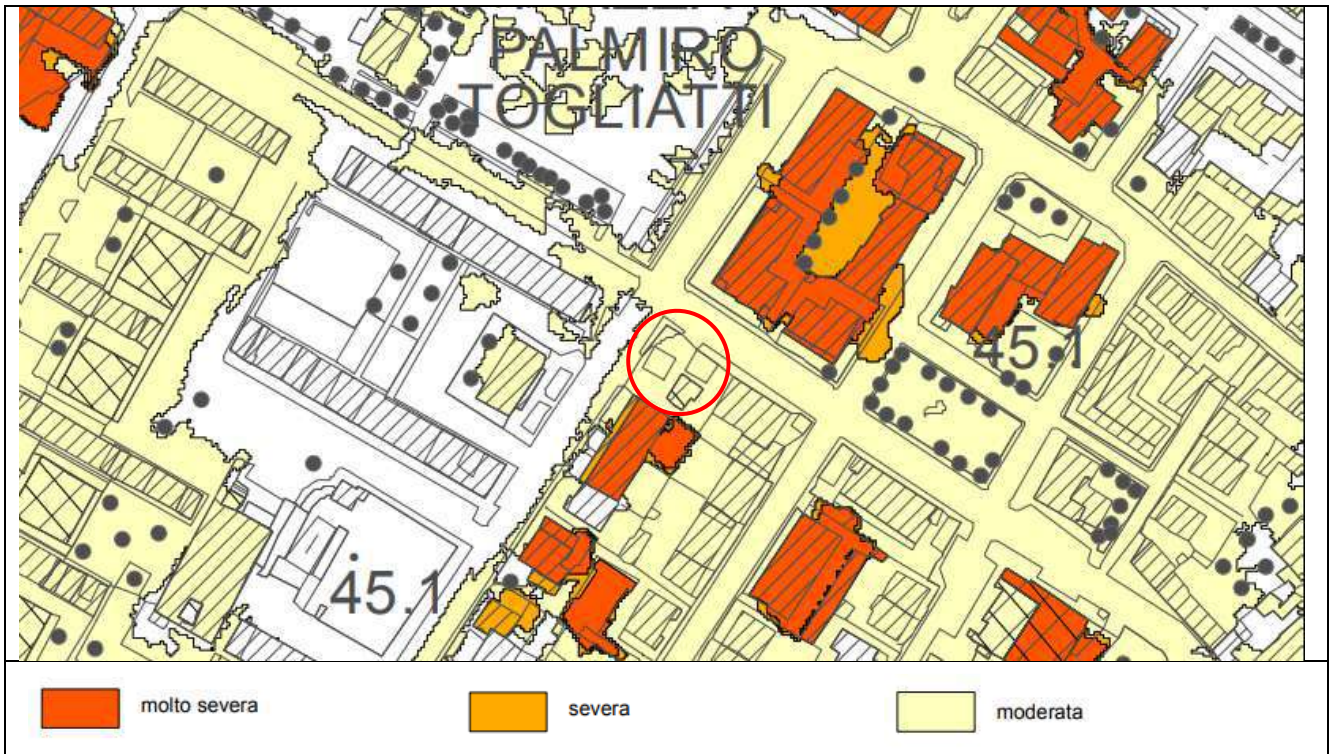 PALMIRO
TOGLIATTI
45.1
45.1
molto severa
severa
moderata